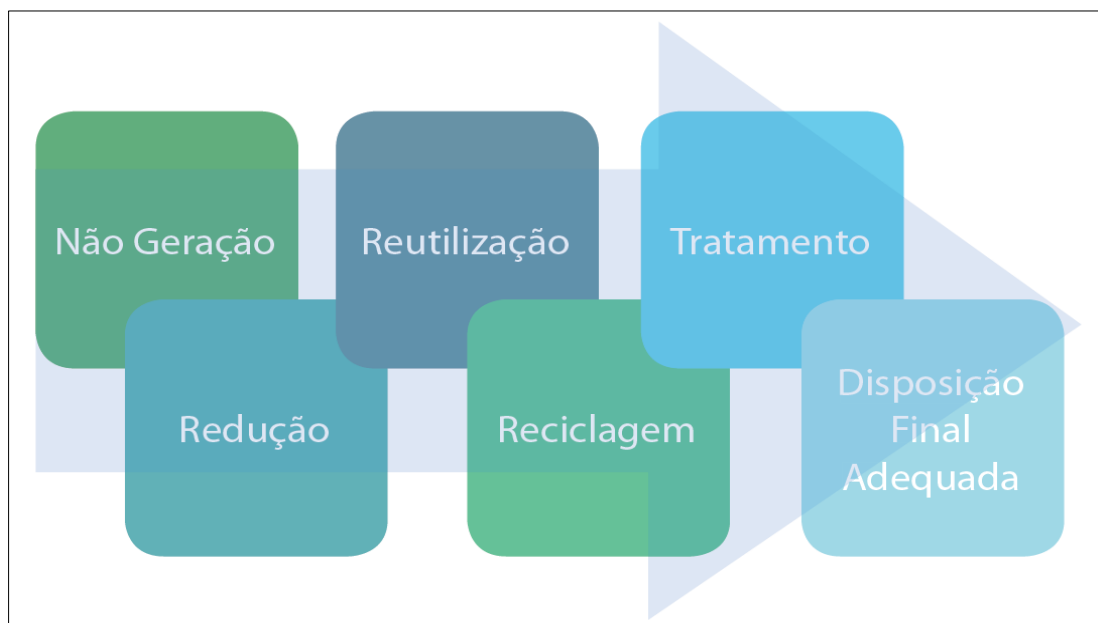 Não Geração
Redução
Reutilização
Reciclagem
Tratamento
Disposição
Final
Adequada